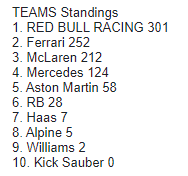 TEAMS Standings
1. RED BULL RACING 301
2. Ferrari 252
3. McLaren 212
4. Mercedes 124
5. Aston Martin 58
6. RB 28
7. Haas 7
8. Alpine 5
9. Williams 2
10. Kick Sauber 0